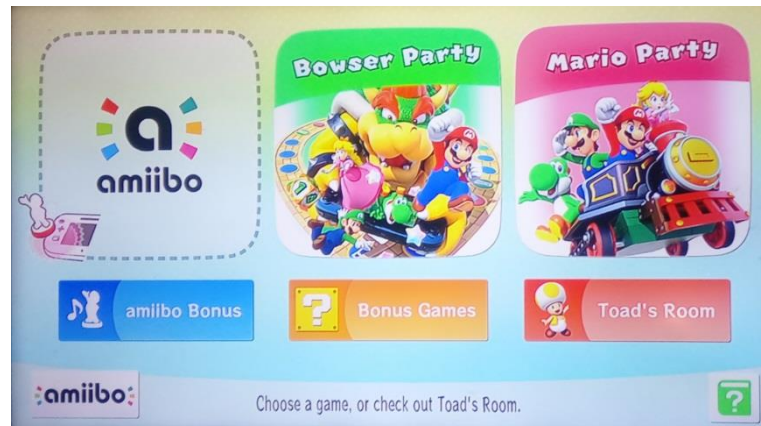 amiibo
Bowser Party
Mario Party
amiibo Bonus
Bonus Games
Toad's Room
amiibo
Choose a game, or check out Toad's Room.
?